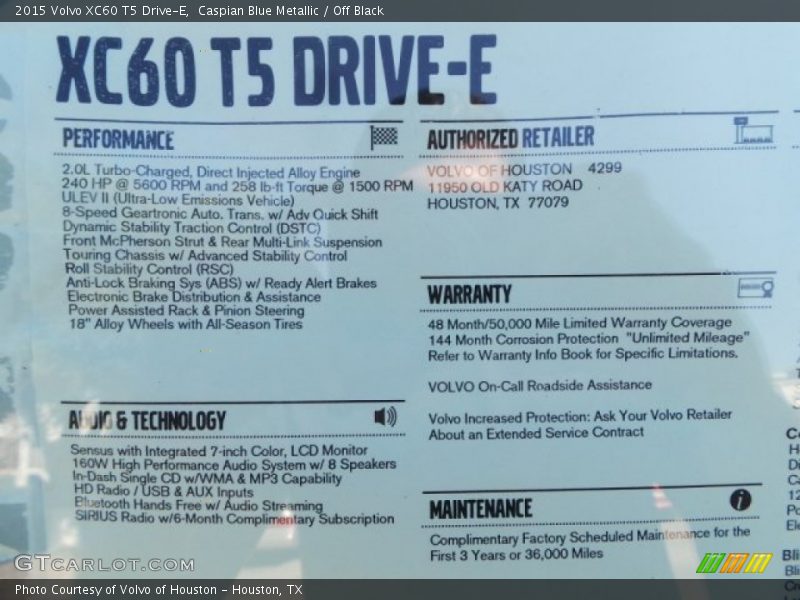 2015 Volvo XC60 T5 Drive-E, Caspian Blue Metallic / Off Black
XC60 T5 DRIVE-E
PERFORMANCE
2.0L Turbo-Charged, Direct Injected Alloy Engine
240 HP @ 5600 RPM and 258 lb-ft Torque @ 1500 RPM
ULEV II (Ultra-Low Emissions Vehicle)
8-Speed Geartronic Auto. Trans. w/ Adv Quick Shift
Dynamic Stability Traction Control (DSTC)
Front McPherson Strut & Rear Multi-Link Suspension
Touring Chassis w/ Advanced Stability Control
Roll Stability Control (RSC)
Anti-Lock Braking Sys (ABS) w/ Ready Alert Brakes
Electronic Brake Distribution & Assistance
Power Assisted Rack & Pinion Steering
18" Alloy Wheels with All-Season Tires
AUDIO & TECHNOLOGY
Sensus with Integrated 7-inch Color, LCD Monitor
160W High Performance Audio System w/ 8 Speakers
In-Dash Single CD w/WMA & MP3 Capability
HD Radio / USB & AUX Inputs
Bluetooth Hands Free w/ Audio Streaming
SIRIUS Radio w/6-Month Complimentary Subscription
AUTHORIZED RETAILER
VOLVO OF HOUSTON 4299
11950 OLD KATY ROAD
HOUSTON, TX 77079
WARRANTY
48 Month/50,000 Mile Limited Warranty Coverage
144 Month Corrosion Protection "Unlimited Mileage"
Refer to Warranty Info Book for Specific Limitations.
VOLVO On-Call Roadside Assistance
Volvo Increased Protection: Ask Your Volvo Retailer
About an Extended Service Contract
MAINTENANCE
Complimentary Factory Scheduled Maintenance for the
First 3 Years or 36,000 Miles
GTCARLOT.COM
Photo Courtesy of Volvo of Houston - Houston, TX